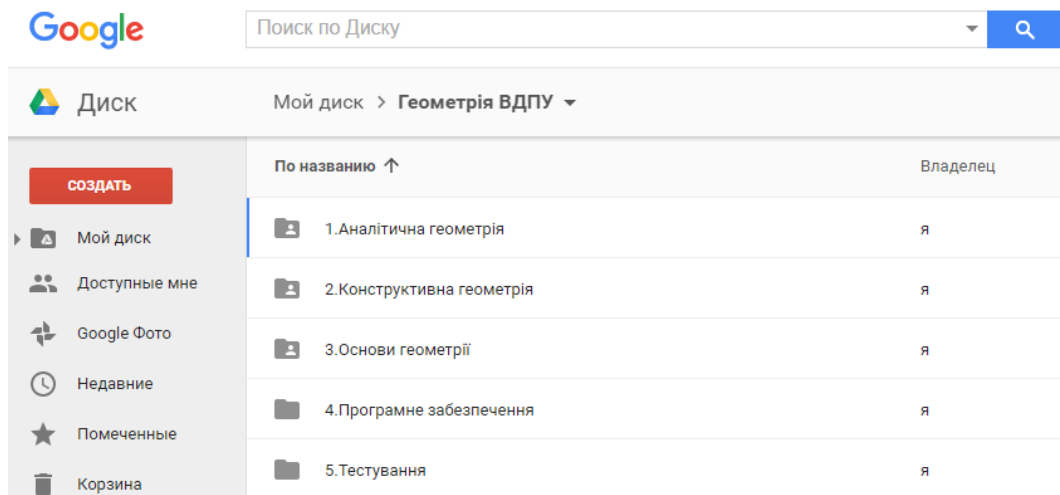 Google
Поиск по Диску
Диск
Мой диск > Геометрія ВДПУ
СОЗДАТЬ
Мой диск
Доступные мне
Google Фото
Недавние
Помеченные
Корзина
По названию ↑ Владелец
1.Аналітична геометрія я
2.Конструктивна геометрія я
3.Основи геометрії я
4.Програмне забезпечення я
5.Тестування я